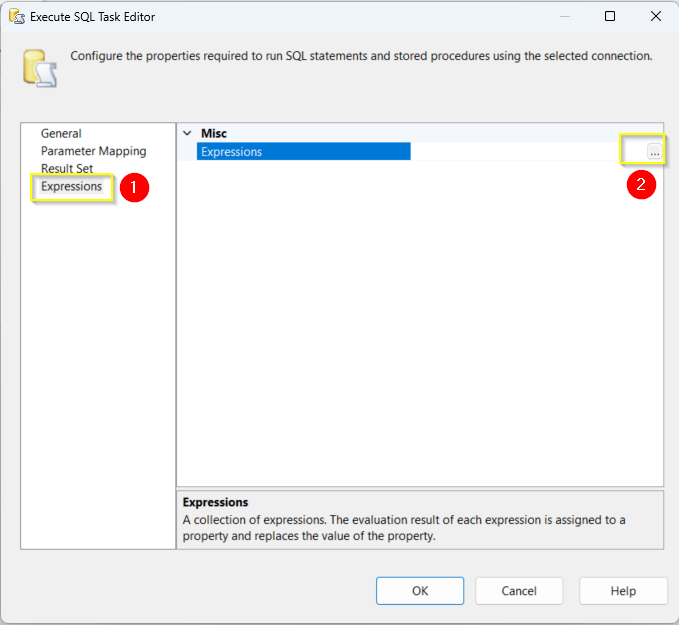 Execute SQL Task Editor
Configure the properties required to run SQL statements and stored procedures using the selected connection.
General
Parameter Mapping
Result Set
Expressions
1
Misc
Expressions
...
2
Expressions
A collection of expressions. The evaluation result of each expression is assigned to a
property and replaces the value of the property.
OK
Cancel
Help